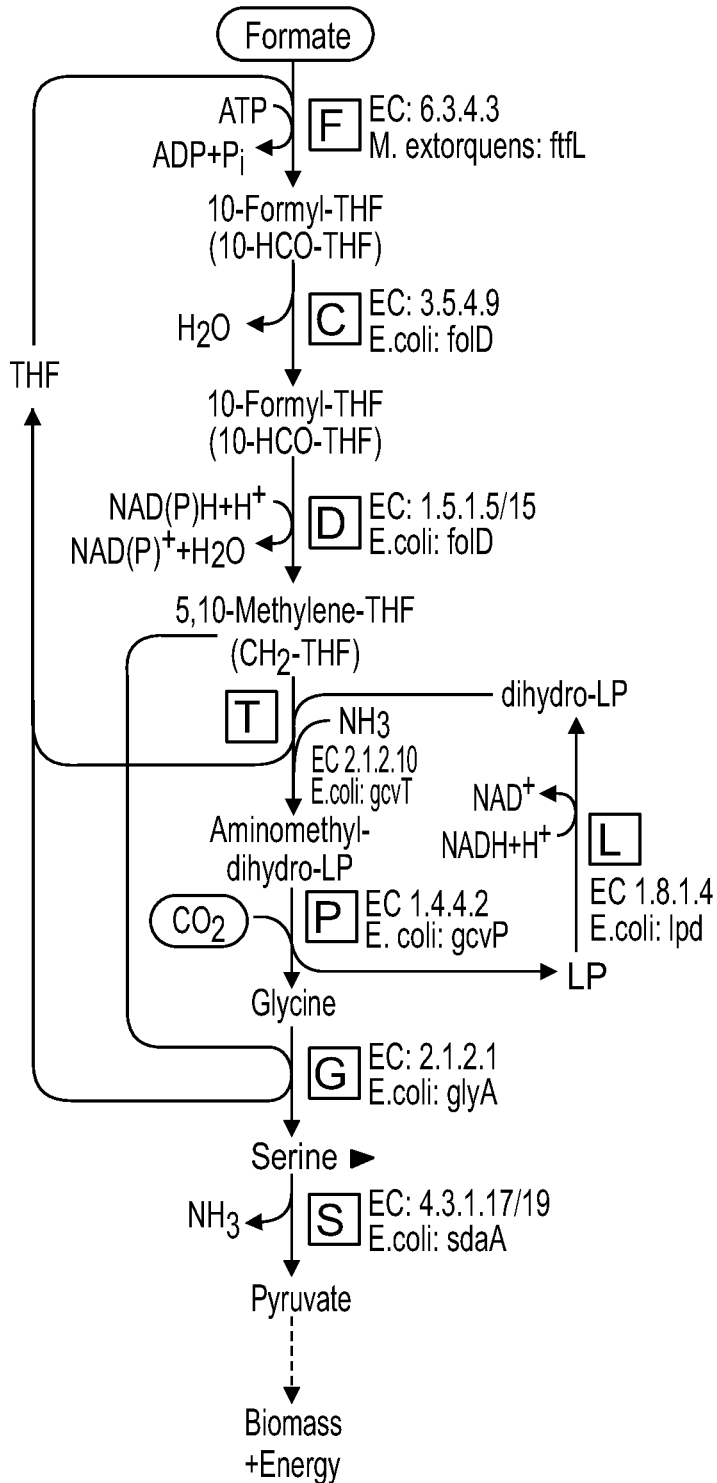 Formate
ATP
ADP+Pi
F
EC: 6.3.4.3
M. extorquens: ftfL
10-Formyl-THF
(10-HCO-THF)
H2O
C
EC: 3.5.4.9
E.coli: folD
THF
10-Formyl-THF
(10-HCO-THF)
NAD(P)H+H+
NAD(P)++H2O
D
EC: 1.5.1.5/15
E.coli: folD
5,10-Methylene-THF
(CH2-THF)
T
NH3
EC 2.1.2.10
E.coli: gcvT
dihydro-LP
NAD+
NADH+H+
L
EC 1.8.1.4
E.coli: lpd
LP
Aminomethyl-
dihydro-LP
CO2
P
EC 1.4.4.2
E. coli: gcvP
Glycine
G
EC: 2.1.2.1
E.coli: glyA
Serine
NH3
S
EC: 4.3.1.17/19
E.coli: sdaA
Pyruvate
Biomass
+Energy